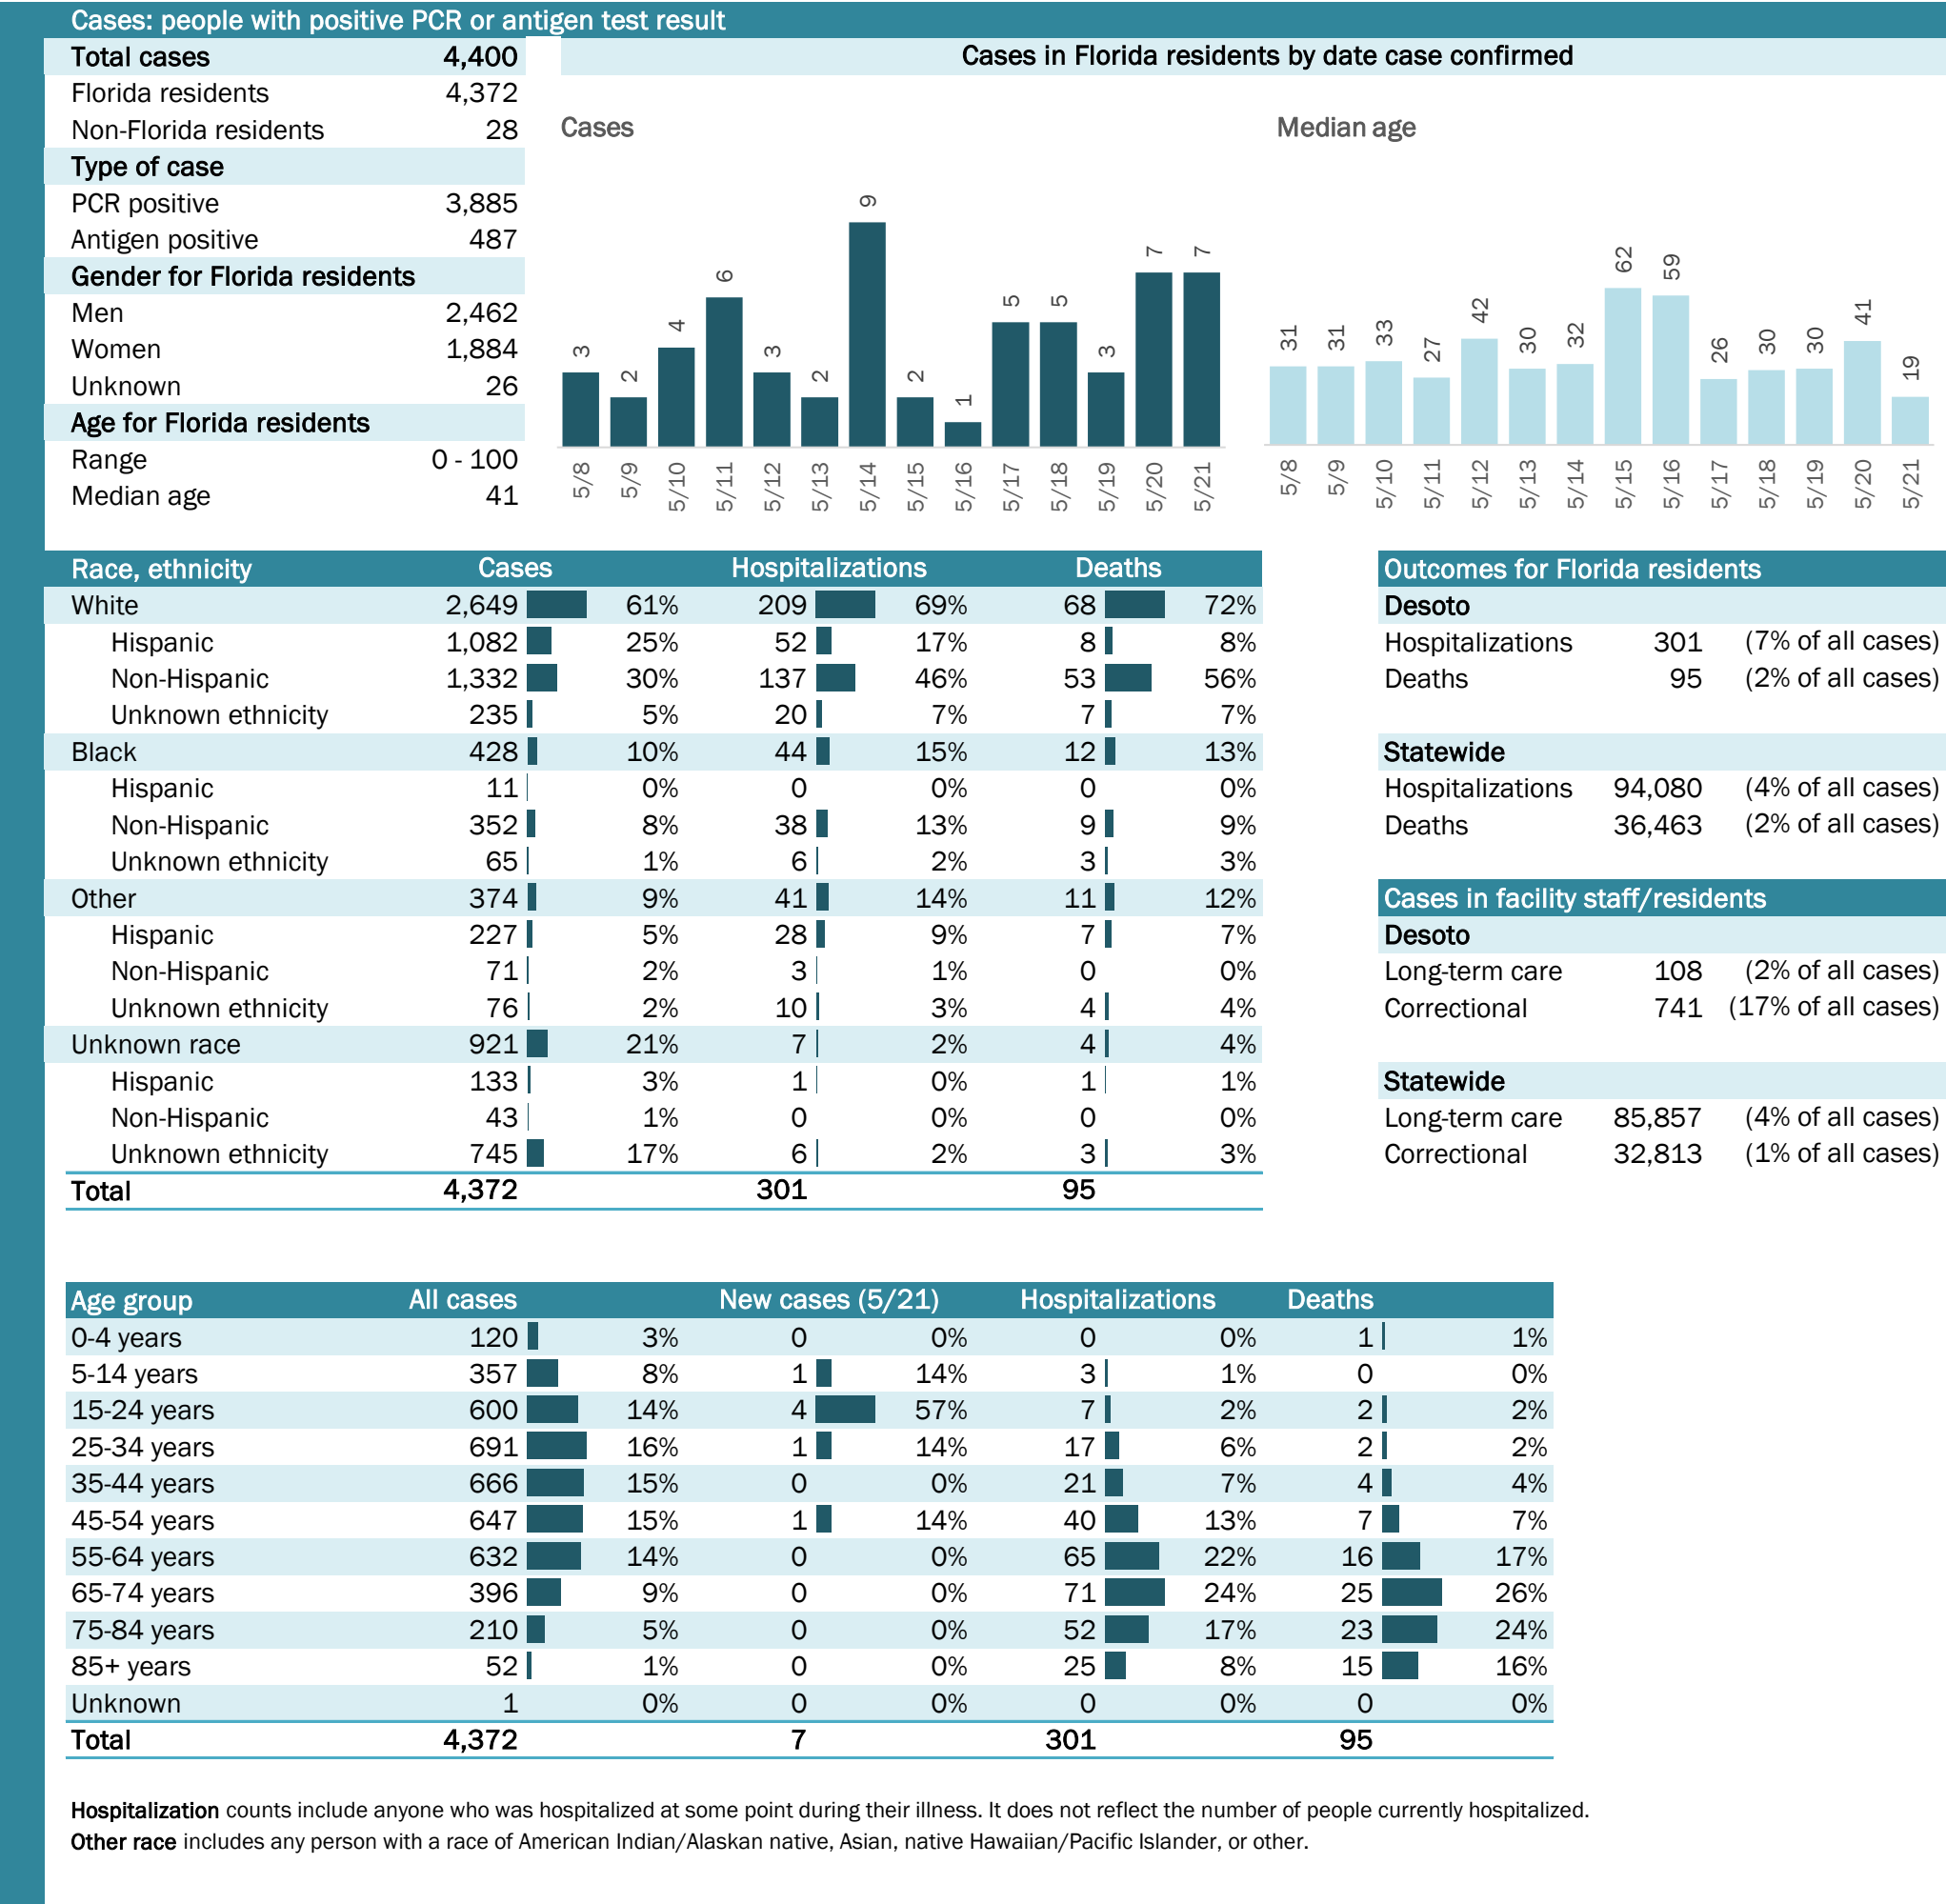 Cases: people with positive PCR or antigen test result
Total cases 4,400
Florida residents 4,372
Non-Florida residents 28
Type of case
PCR positive 3,885
Antigen positive 487
Gender for Florida residents
Men 2,462
Women 1,884
Unknown 26
Age for Florida residents
Range 0 - 100
Median age 41
Cases in Florida residents by date case confirmed
Cases
3 2 4 6 3 2 9 2 1 5 5 3 7 7
5/8 5/9 5/10 5/11 5/12 5/13 5/14 5/15 5/16 5/17 5/18 5/19 5/20 5/21
Median age
31 31 33 27 42 30 32 62 59 26 30 30 41 19
5/8 5/9 5/10 5/11 5/12 5/13 5/14 5/15 5/16 5/17 5/18 5/19 5/20 5/21
Race, ethnicity Cases Hospitalizations Deaths
White 2,649 61% 209 69% 68 72%
Hispanic 1,082 25% 52 17% 8 8%
Non-Hispanic 1,332 30% 137 46% 53 56%
Unknown ethnicity 235 5% 20 7% 7 7%
Black 428 10% 44 15% 12 13%
Hispanic 11 0% 0 0% 0 0%
Non-Hispanic 352 8% 38 13% 9 9%
Unknown ethnicity 65 1% 6 2% 3 3%
Other 374 9% 41 14% 11 12%
Hispanic 227 5% 28 9% 7 7%
Non-Hispanic 71 2% 3 1% 0 0%
Unknown ethnicity 76 2% 10 3% 4 4%
Unknown race 921 21% 7 2% 4 4%
Hispanic 133 3% 1 0% 1 1%
Non-Hispanic 43 1% 0 0% 0 0%
Unknown ethnicity 745 17% 6 2% 3 3%
Total 4,372 301 95
Outcomes for Florida residents
Desoto
Hospitalizations 301 (7% of all cases)
Deaths 95 (2% of all cases)
Statewide
Hospitalizations 94,080 (4% of all cases)
Deaths 36,463 (2% of all cases)
Cases in facility staff/residents
Desoto
Long-term care 108 (2% of all cases)
Correctional 741 (17% of all cases)
Statewide
Long-term care 85,857 (4% of all cases)
Correctional 32,813 (1% of all cases)
Age group All cases New cases (5/21) Hospitalizations Deaths
0-4 years 120 3% 0 0% 0 0% 1 1%
5-14 years 357 8% 1 14% 3 1% 0 0%
15-24 years 600 14% 4 57% 7 2% 2 2%
25-34 years 691 16% 1 14% 17 6% 2 2%
35-44 years 666 15% 0 0% 21 7% 4 4%
45-54 years 647 15% 1 14% 40 13% 7 7%
55-64 years 632 14% 0 0% 65 22% 16 17%
65-74 years 396 9% 0 0% 71 24% 25 26%
75-84 years 210 5% 0 0% 52 17% 23 24%
85+ years 52 1% 0 0% 25 8% 15 16%
Unknown 1 0% 0 0% 0 0% 0 0%
Total 4,372 7 301 95
Hospitalization counts include anyone who was hospitalized at some point during their illness. It does not reflect the number of people currently hospitalized.
Other race includes any person with a race of American Indian/Alaskan native, Asian, native Hawaiian/Pacific Islander, or other.